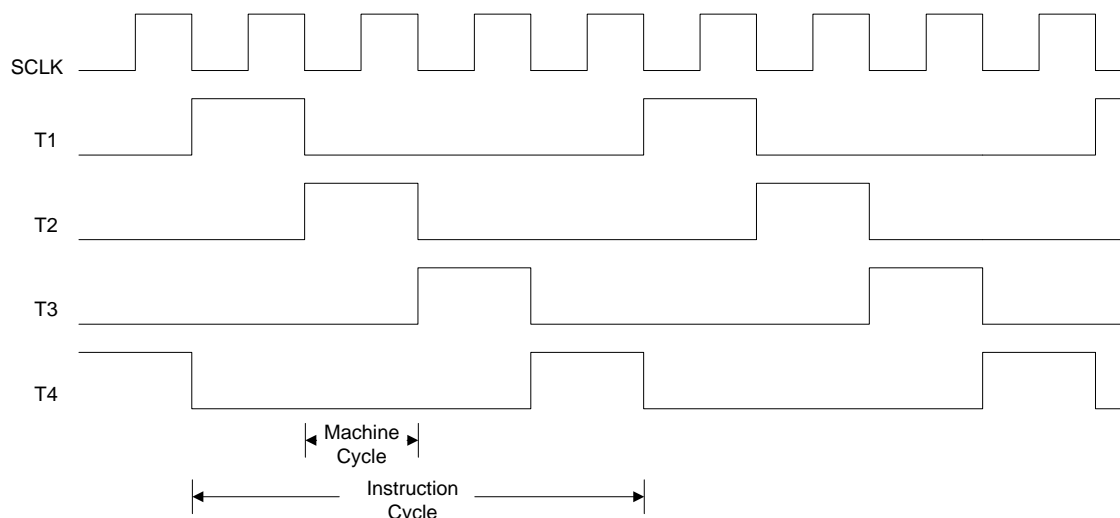 SCLK
T1
T2
T3
T4
Machine
Cycle
Instruction
Cycle